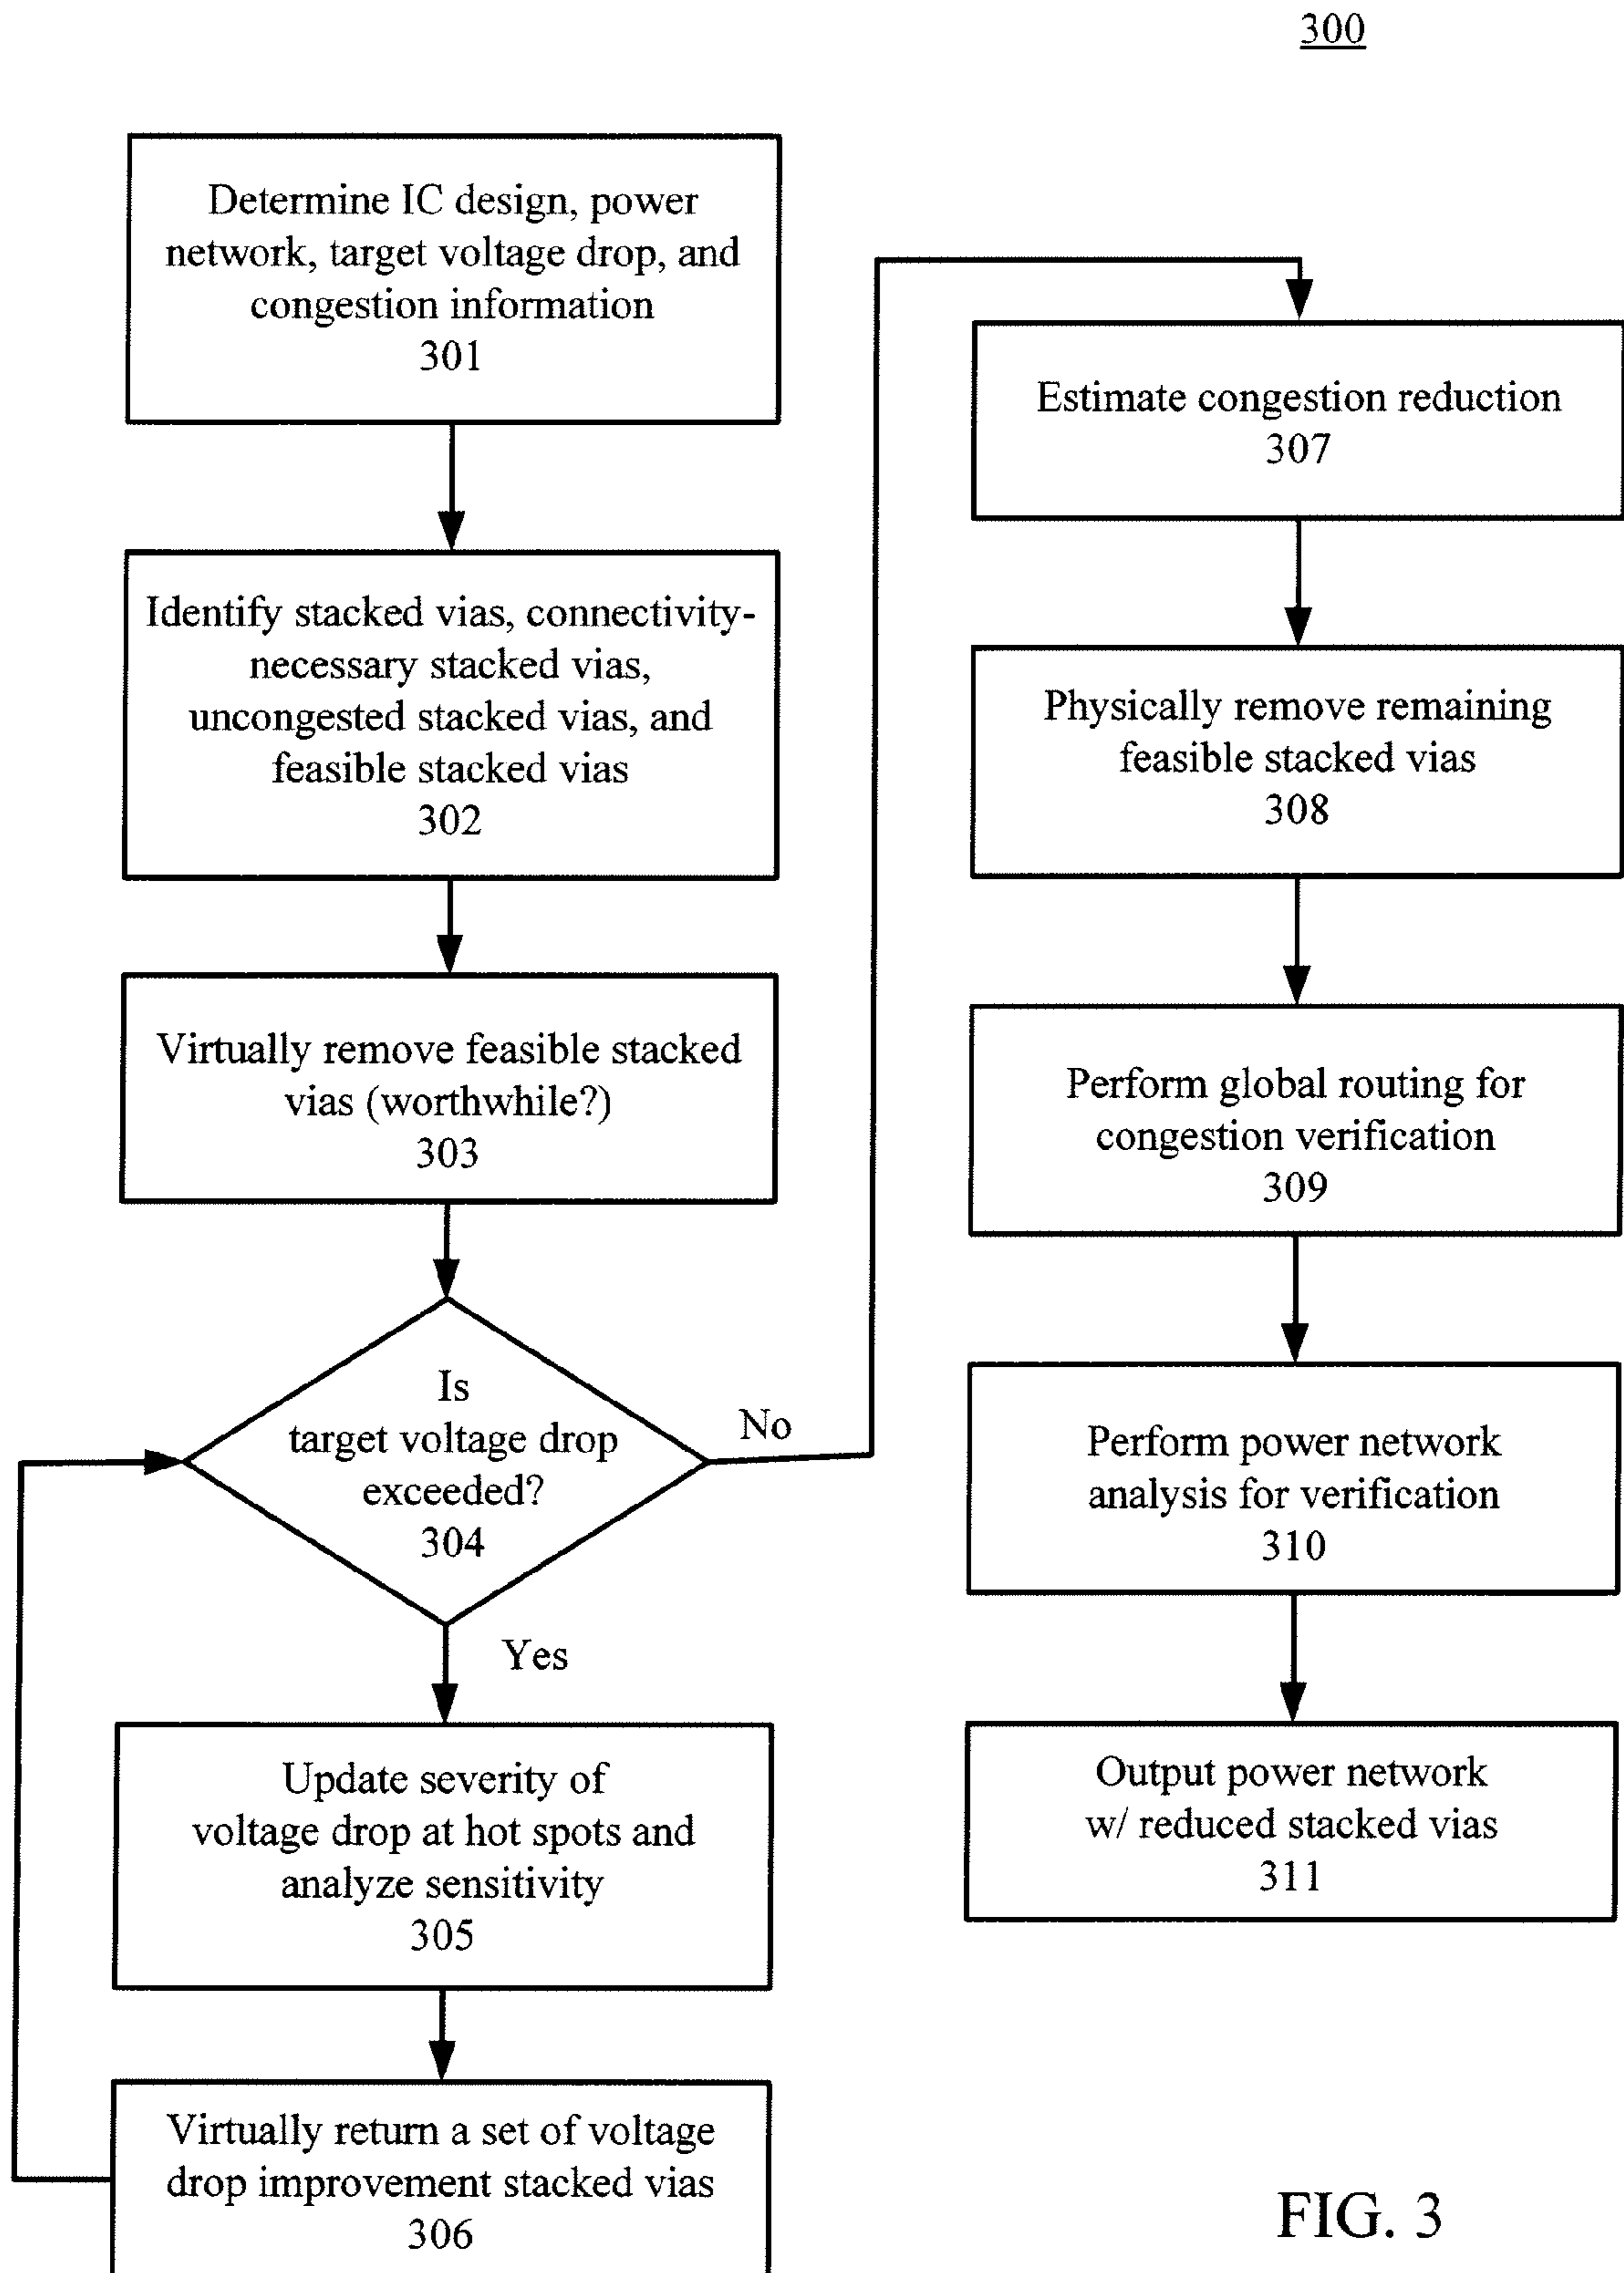 300
Determine IC design, power
network, target voltage drop, and
congestion information
301
Identify stacked vias, connectivity-
necessary stacked vias,
uncongested stacked vias, and
feasible stacked vias
302
Virtually remove feasible stacked
vias (worthwhile?)
303
Is
target voltage drop
exceeded?
304
No
Yes
Update severity of
voltage drop at hot spots and
analyze sensitivity
305
Virtually return a set of voltage
drop improvement stacked vias
306
Estimate congestion reduction
307
Physically remove remaining
feasible stacked vias
308
Perform global routing for
congestion verification
309
Perform power network
analysis for verification
310
Output power network
w/ reduced stacked vias
311
FIG. 3